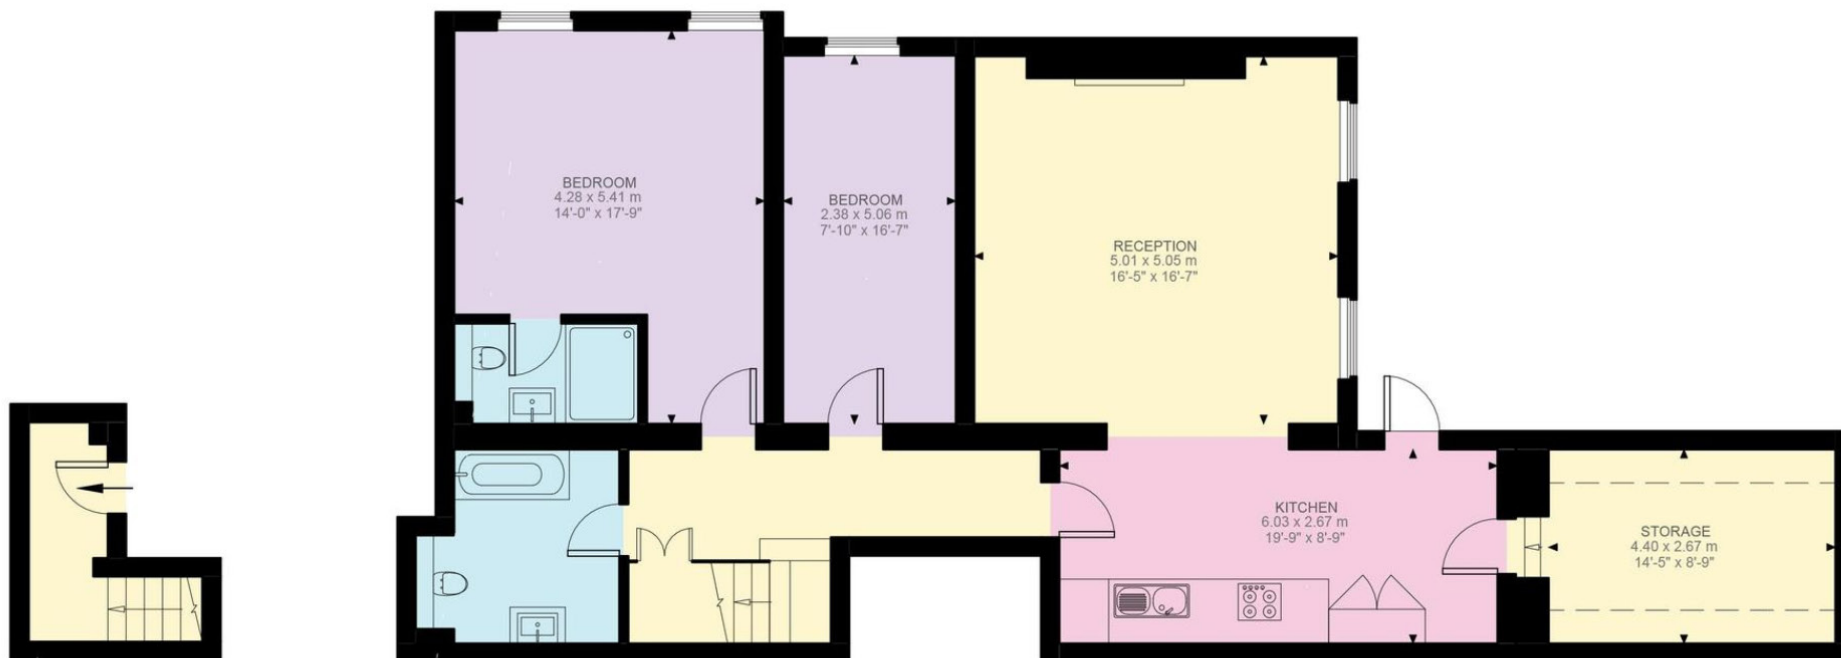 BEDROOM
4.28 x 5.41 m
14'-0" x 17'-9"
BEDROOM
2.38 x 5.06 m
7'-10" x 16'-7"
RECEPTION
5.01 x 5.05 m
16'-5" x 16'-7"
KITCHEN
6.03 x 2.67 m
19'-9" x 8'-9"
STORAGE
4.40 x 2.67 m
14'-5" x 8'-9"